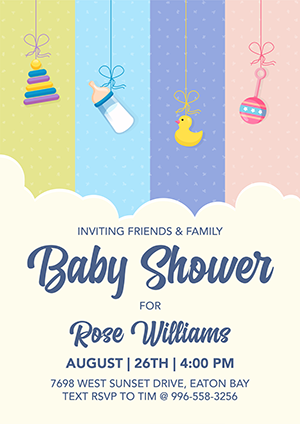 INVITING FRIENDS & FAMILY
Baby Shower
FOR
Rose Williams
AUGUST | 26TH | 4:00 PM
7698 WEST SUNSET DRIVE, EATON BAY
TEXT RSVP TO TIM @ 996-558-3256